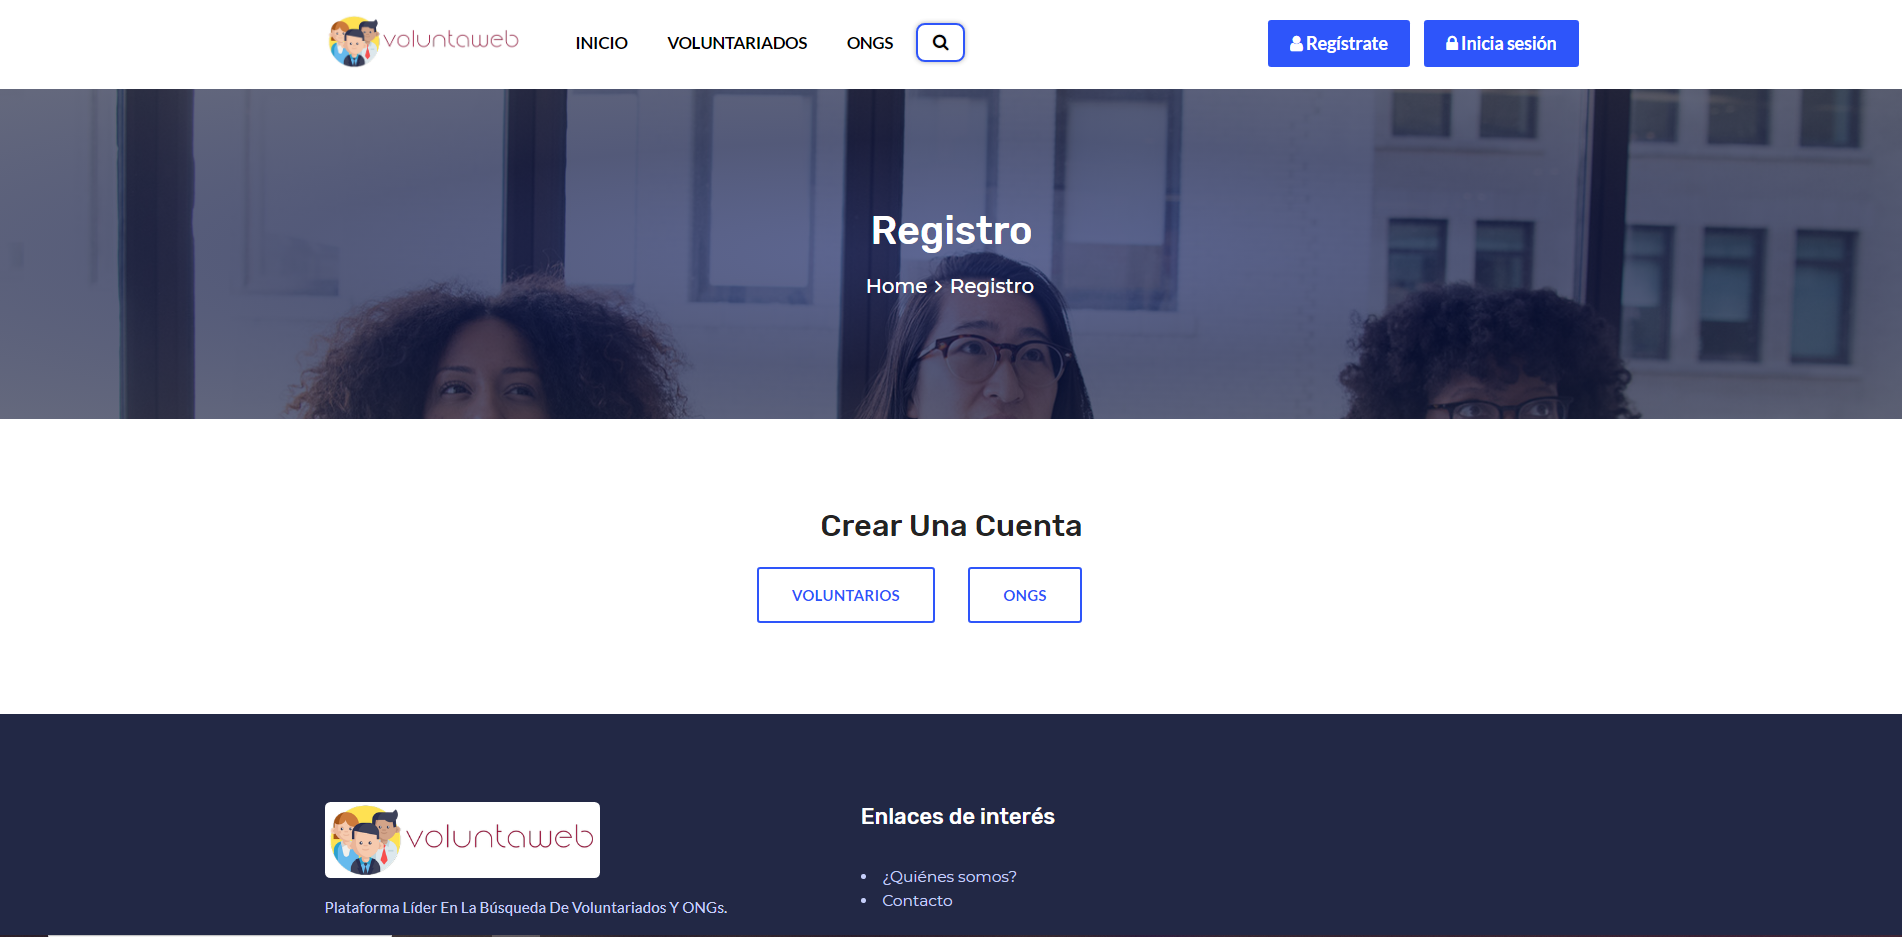 voluntaweb
INICIO
VOLUNTARIADOS
ONGS
Regístrate
Inicia sesión
Registro
Home > Registro
Crear Una Cuenta
VOLUNTARIOS
ONGS
voluntaweb
Plataforma Líder En La Búsqueda De Voluntariados Y ONGs.
Enlaces de interés
• ¿Quiénes somos?
• Contacto